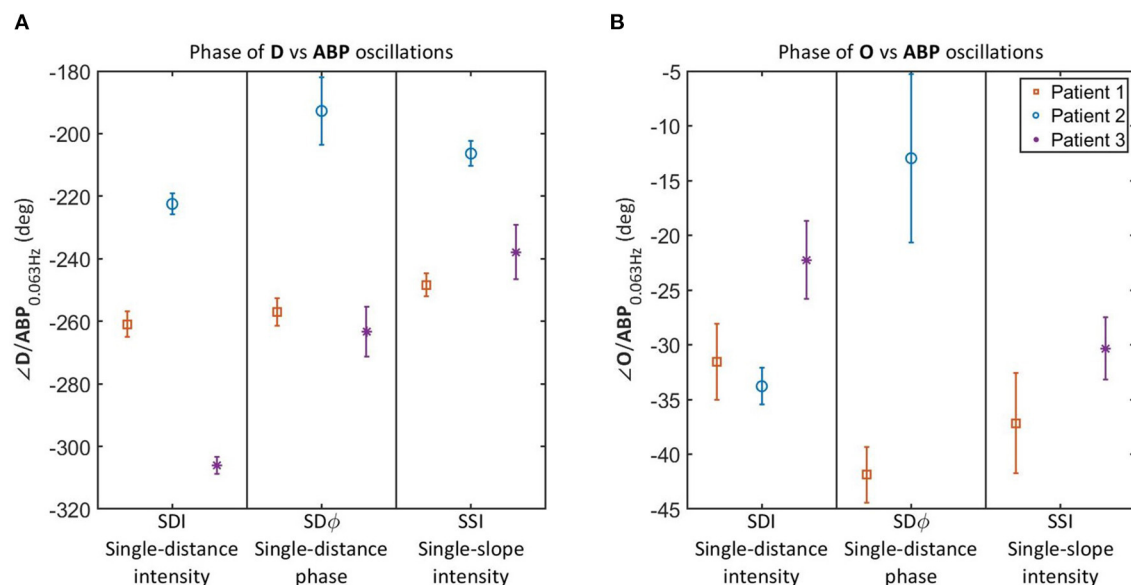 A
Phase of D vs ABP oscillations
-180
-200
-220
-240
-260
-280
-300
-320
∠D/ABP0.063Hz (deg)
SDI
Single-distance
intensity
SDϕ
Single-distance
phase
SSI
Single-slope
intensity
B
Phase of O vs ABP oscillations
-5
-10
-15
-20
-25
-30
-35
-40
-45
∠O/ABP0.063Hz (deg)
Patient 1
Patient 2
Patient 3
SDI
Single-distance
intensity
SDϕ
Single-distance
phase
SSI
Single-slope
intensity